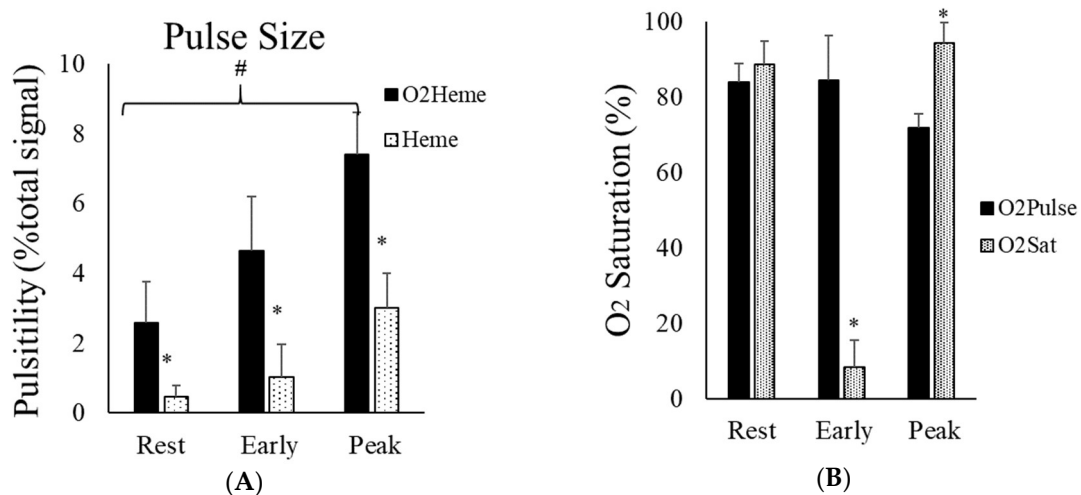 Pulse Size
#
10
8
6
4
2
0
Pulsitility (%total signal)
O2Heme
Heme
*
*
*
Rest Early Peak
(A)
100
80
60
40
20
0
O2 Saturation (%)
*
*
O2Pulse
O2Sat
Rest Early Peak
(B)